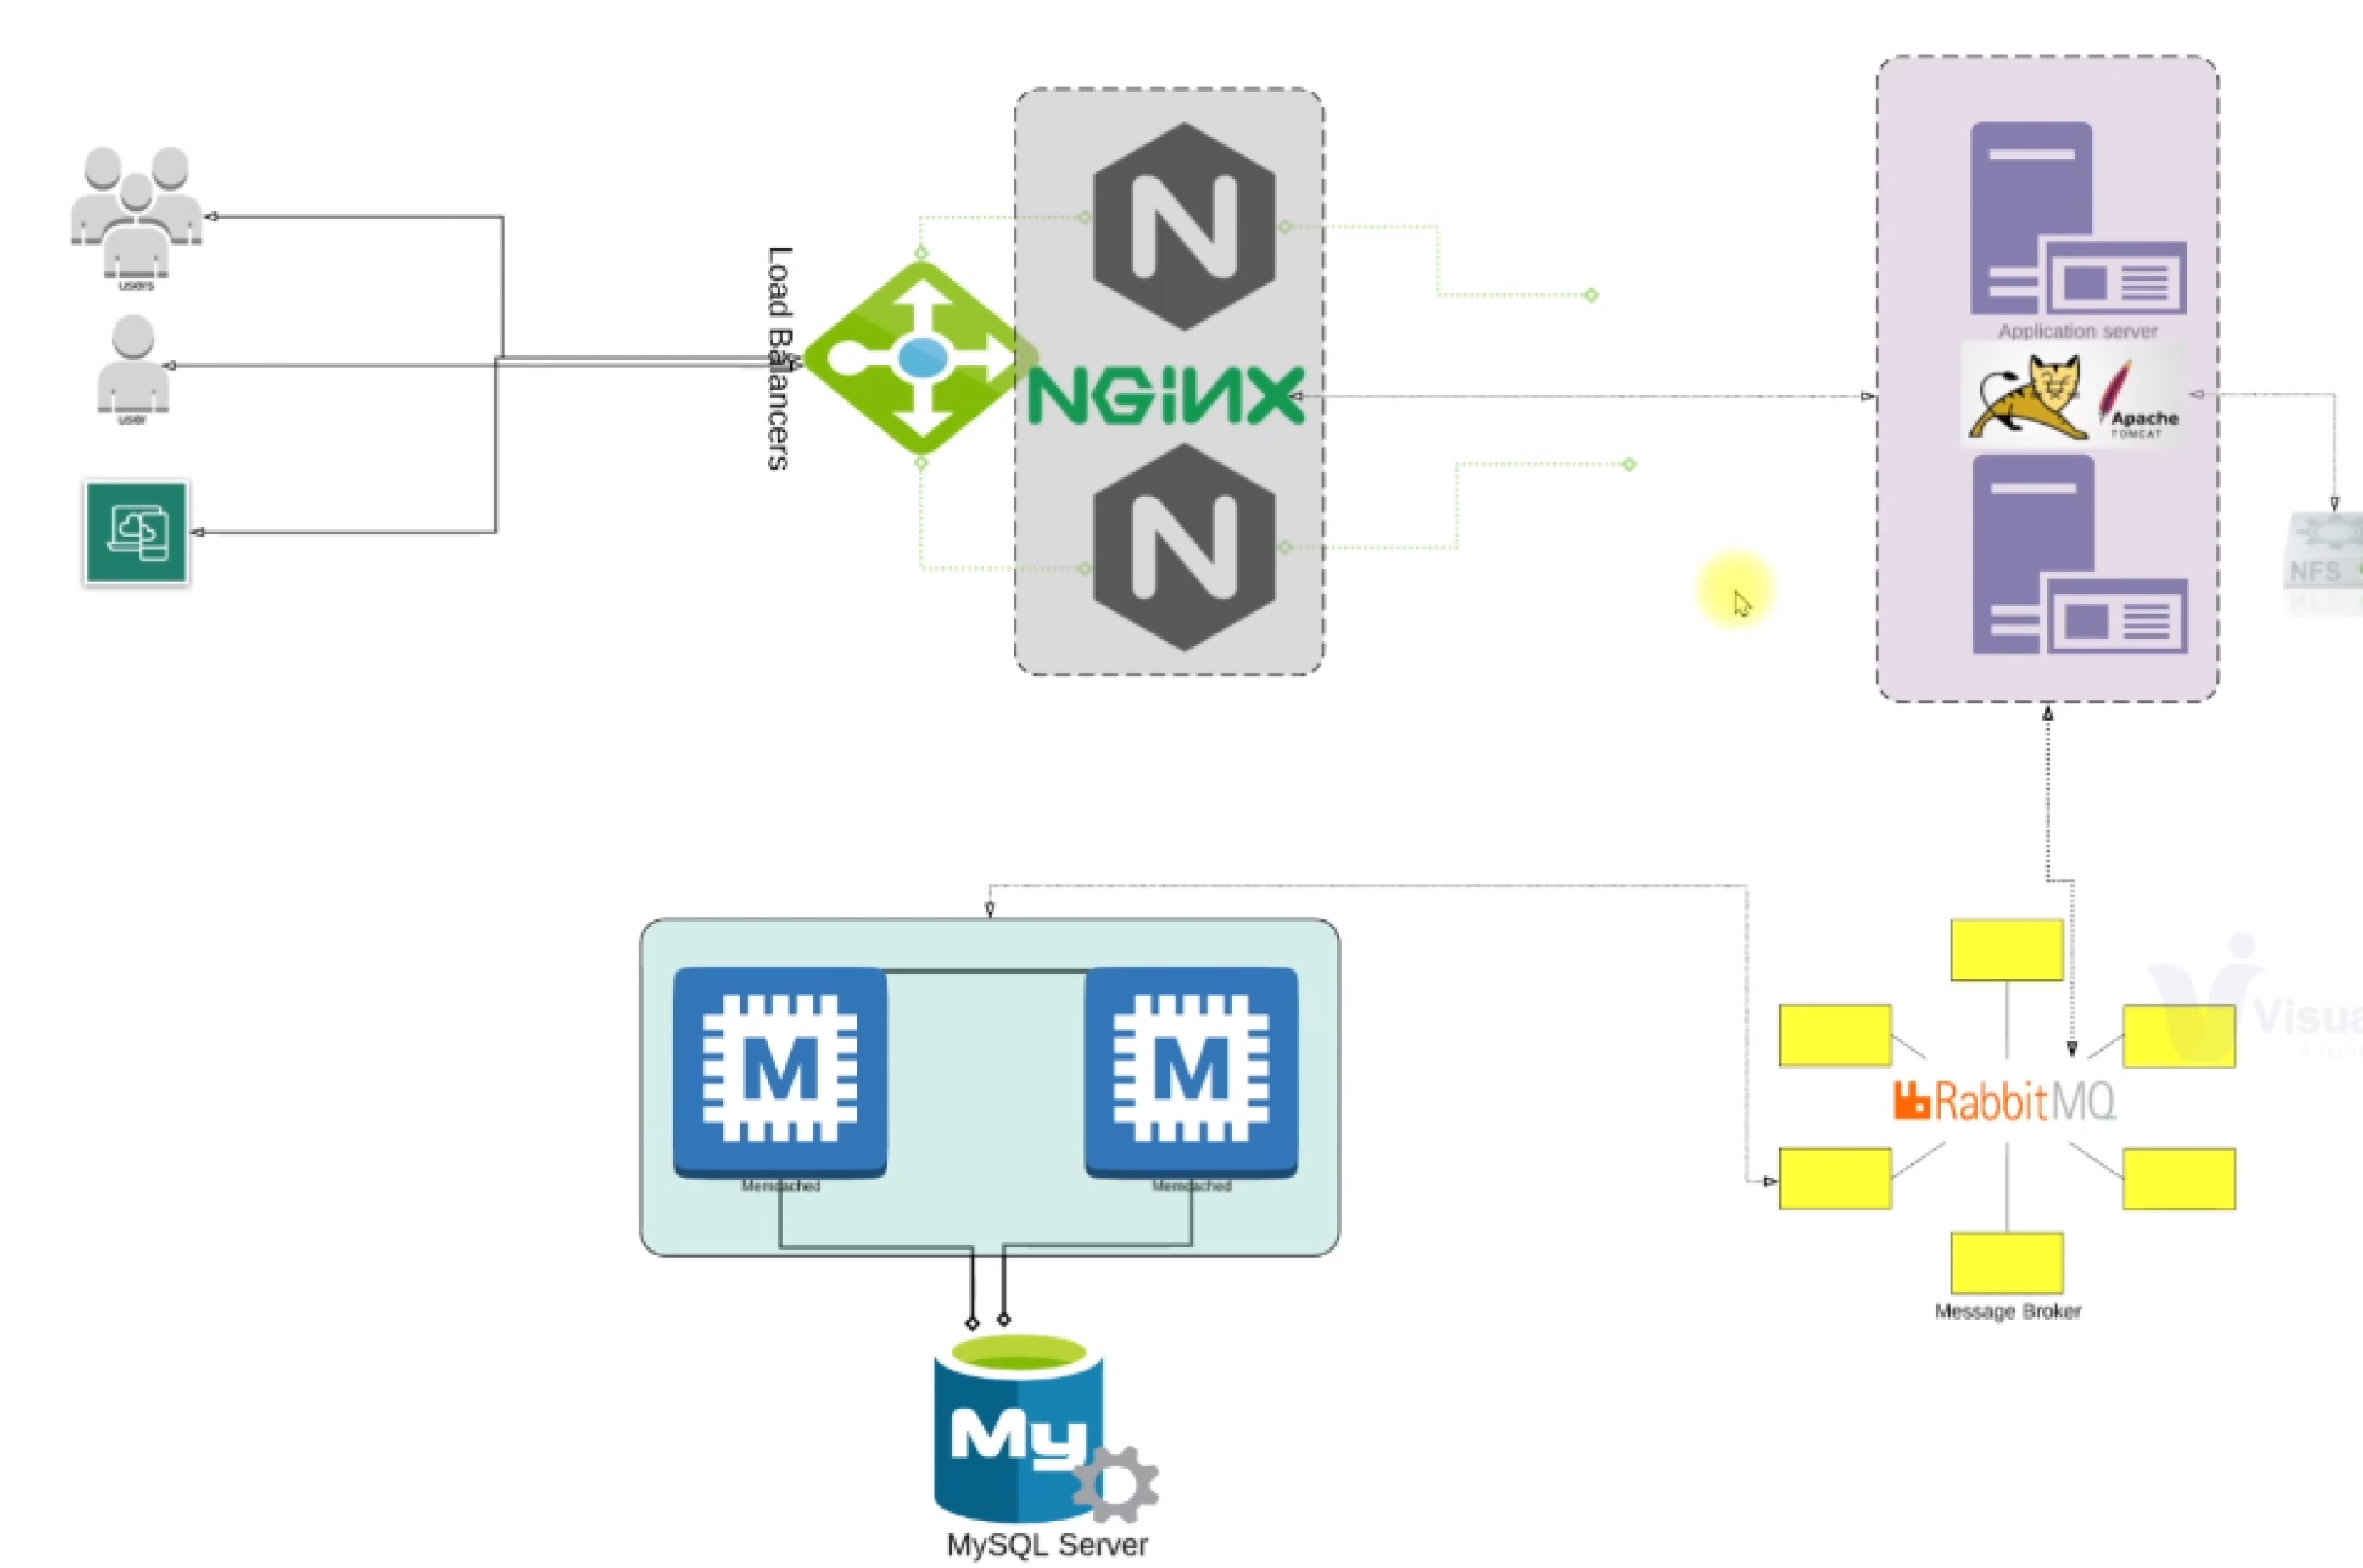 users
user
Load Balancers
N
NGINX
N
Application server
Apache
TOMCAT
NFS
M
M
Memcached
Memcached
My
MySQL Server
RabbitMQ
Message Broker
Visua